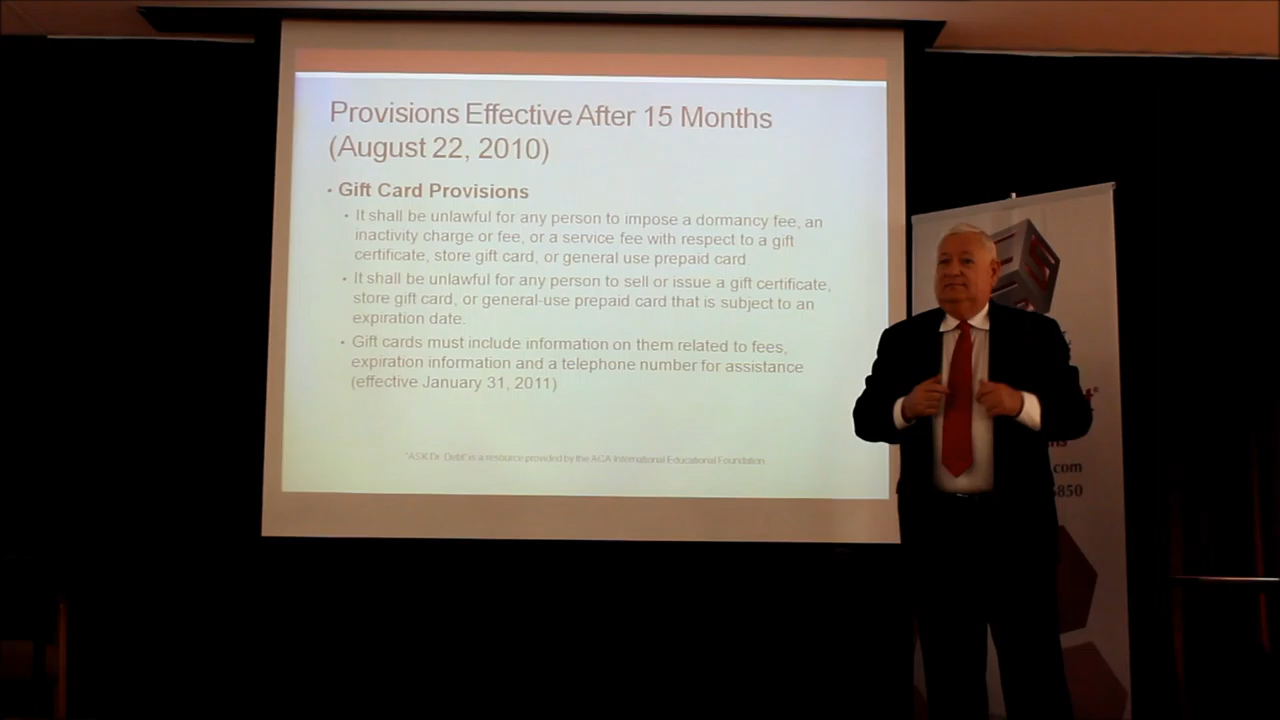 Provisions Effective After 15 Months
(August 22, 2010)
• Gift Card Provisions
• It shall be unlawful for any person to impose a dormancy fee, an
inactivity charge or fee, or a service fee with respect to a gift
certificate, store gift card, or general use prepaid card
• It shall be unlawful for any person to sell or issue a gift certificate,
store gift card, or general-use prepaid card that is subject to an
expiration date.
• Gift cards must include information on them related to fees,
expiration information and a telephone number for assistance
(effective January 31, 2011)
"ASK Dr. Debt" is a resource provided by the ACA International Educational Foundation
.com